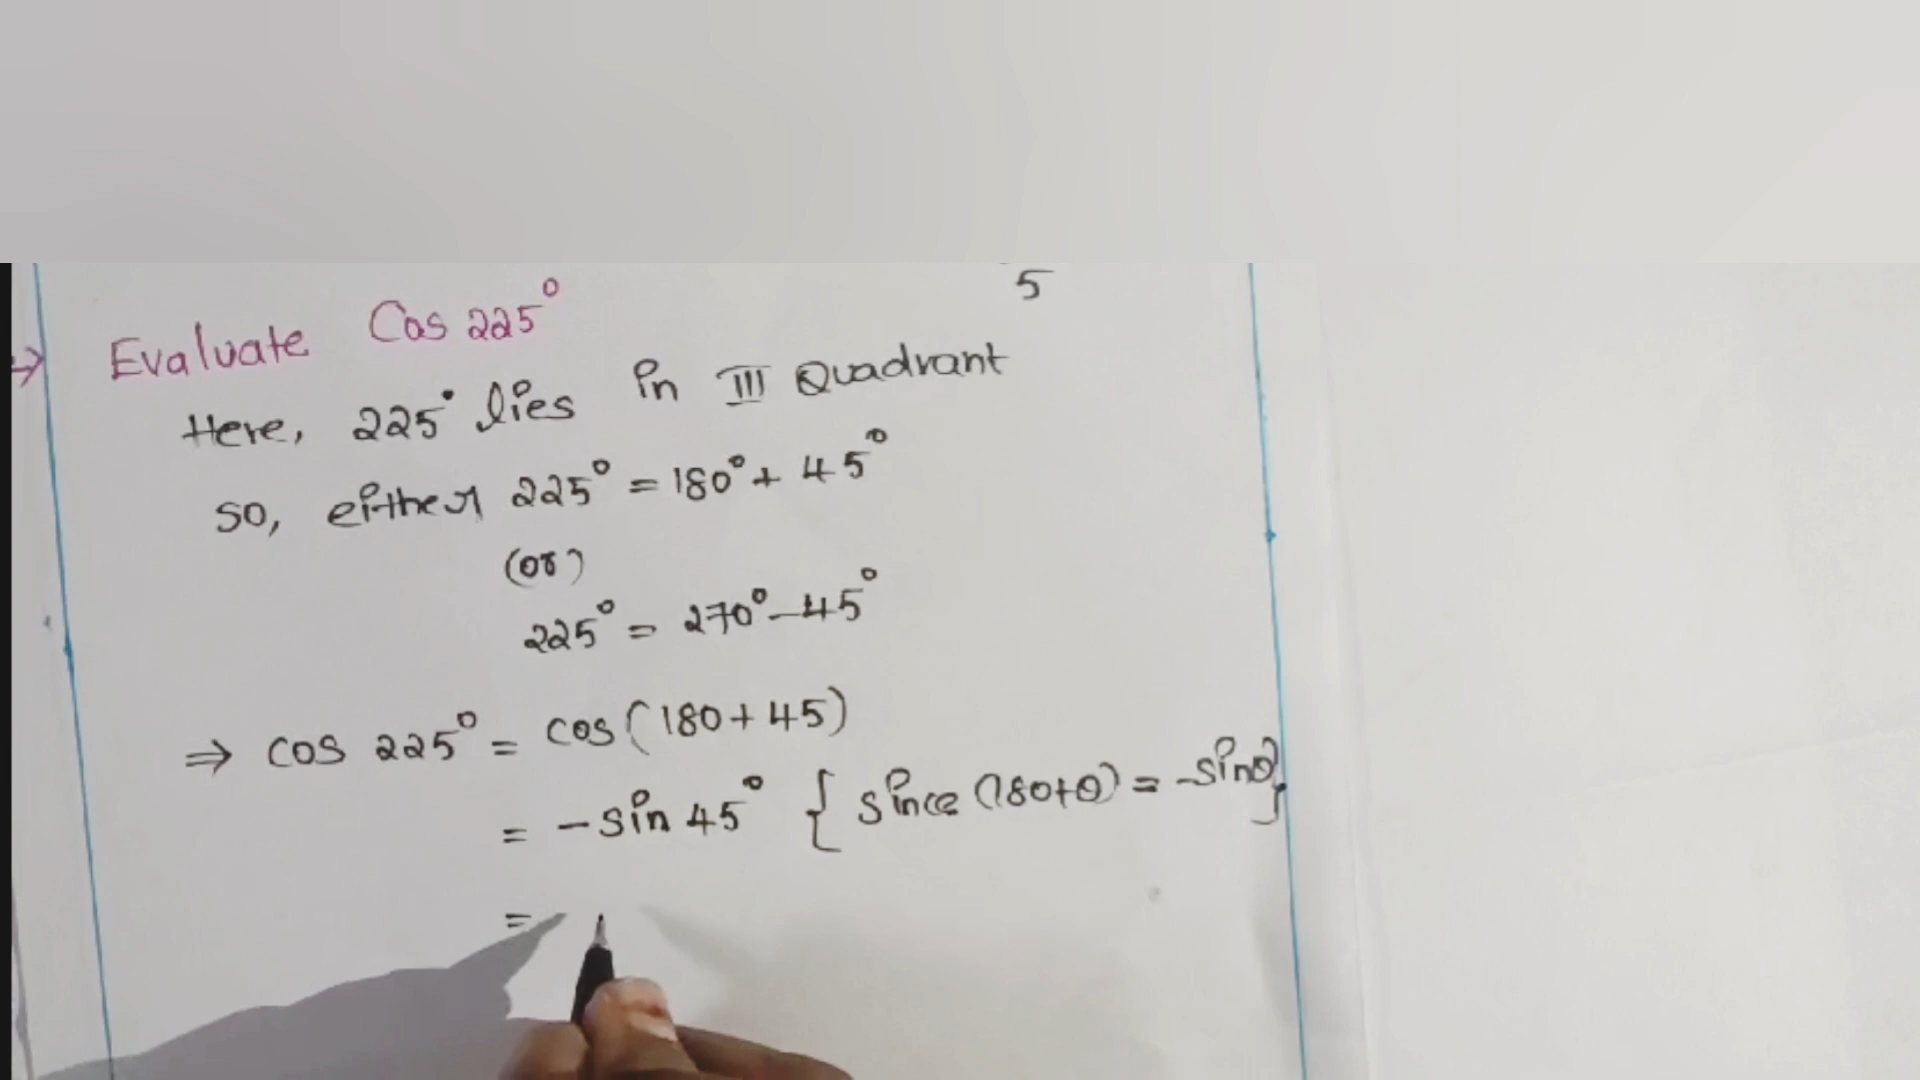 5
→ Evaluate Cos 225°
Here, 225° lies in III Quadrant
So, either 225° = 180° + 45°
(or)
225° = 270° - 45°
⇒ cos 225° = cos (180 + 45)
= - sin 45° { since (180+θ) = -sinθ}
=